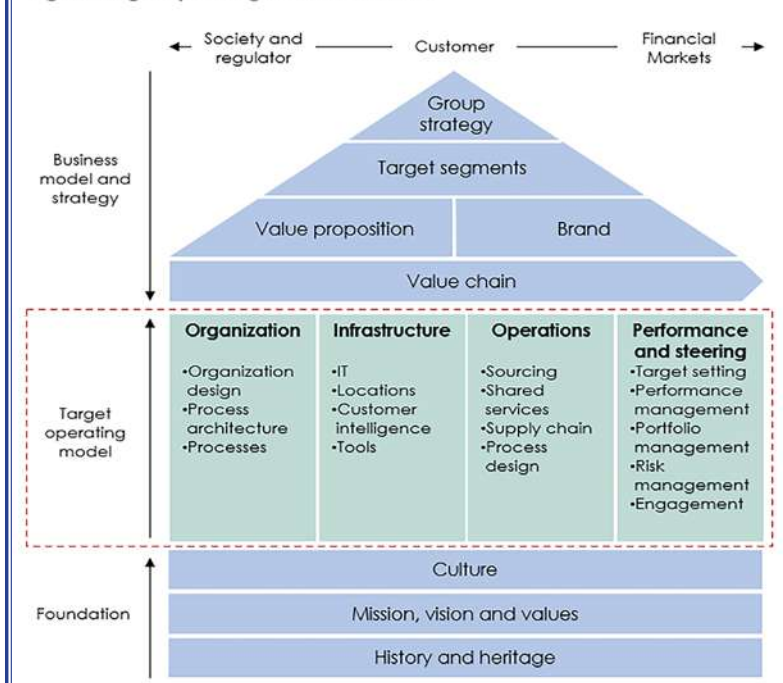 Society and
regulator
Customer
Financial
Markets
Business
model and
strategy
Group
strategy
Target segments
Value proposition
Brand
Value chain
Target
operating
model
Organization
•Organization
design
•Process
architecture
•Processes
Infrastructure
•IT
•Locations
•Customer
intelligence
•Tools
Operations
•Sourcing
•Shared
services
•Supply chain
•Process
design
Performance
and steering
•Target setting
•Performance
management
•Portfolio
management
•Risk
management
•Engagement
Foundation
Culture
Mission, vision and values
History and heritage